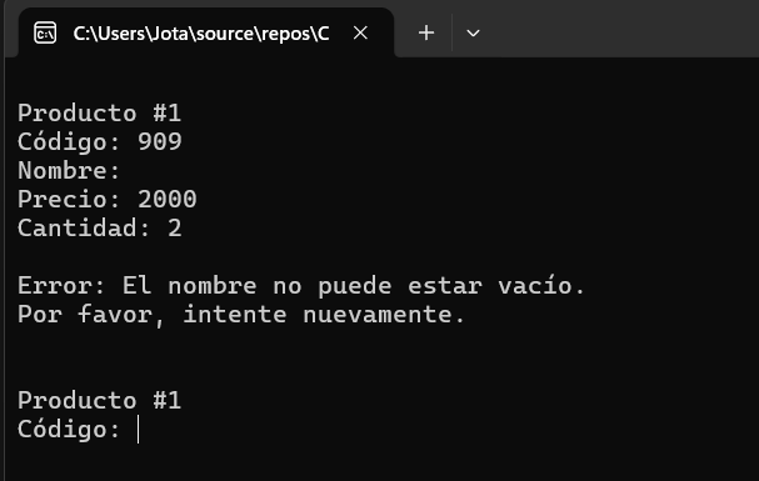 C:\Users\Jota\source\repos\C
Producto #1
Código: 909
Nombre:
Precio: 2000
Cantidad: 2
Error: El nombre no puede estar vacío.
Por favor, intente nuevamente.
Producto #1
Código: